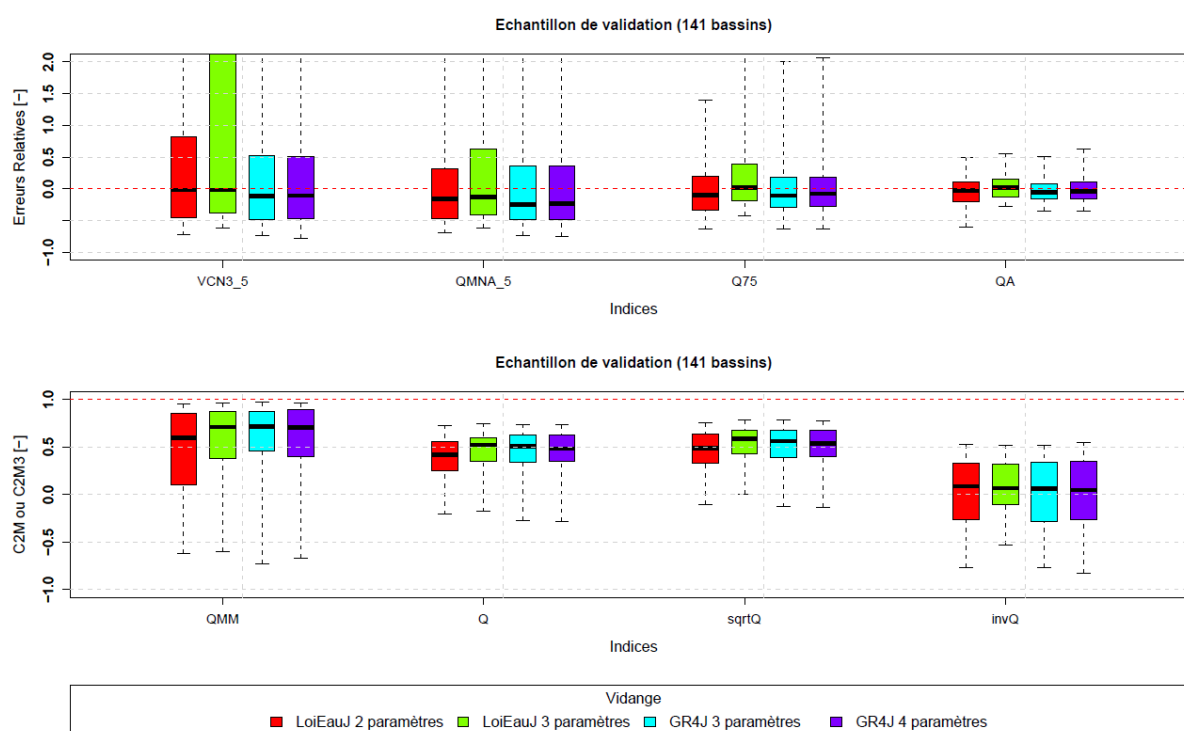 Echantillon de validation (141 bassins)
Erreurs Relatives [−]
2.0
1.5
1.0
0.5
0.0
−1.0
VCN3_5 QMNA_5 Q75 QA
Indices
Echantillon de validation (141 bassins)
C2M ou C2M3 [−]
1.0
0.5
0.0
−0.5
−1.0
QMM Q sqrtQ invQ
Indices
Vidange
LoiEauJ 2 paramètres LoiEauJ 3 paramètres GR4J 3 paramètres GR4J 4 paramètres